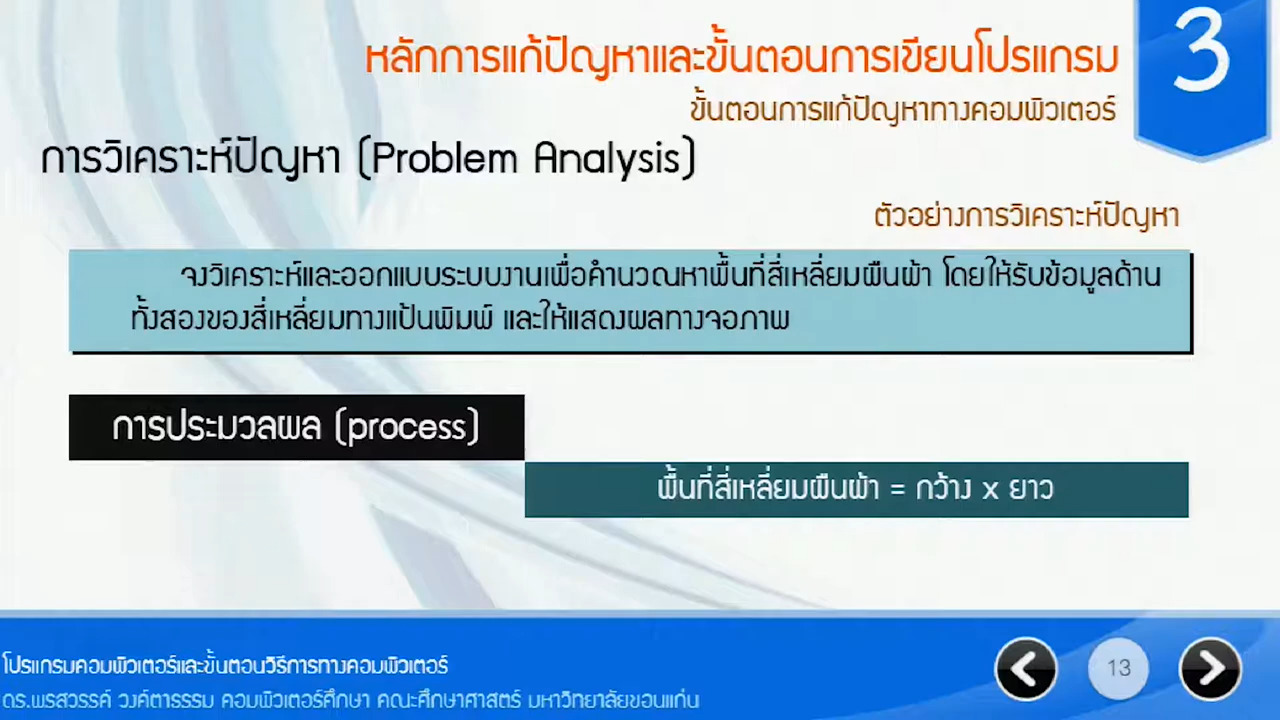 3
หลักการแก้ปัญหาและขั้นตอนการเขียนโปรแกรม
ขั้นตอนการแก้ปัญหาทางคอมพิวเตอร์
การวิเคราะห์ปัญหา (Problem Analysis)
ตัวอย่างการวิเคราะห์ปัญหา
จงวิเคราะห์และออกแบบระบบงานเพื่อคำนวณหาพื้นที่สี่เหลี่ยมผืนผ้า โดยให้รับข้อมูลด้าน
ทั้งสองของสี่เหลี่ยมทางแป้นพิมพ์ และให้แสดงผลทางจอภาพ
การประมวลผล (process)
พื้นที่สี่เหลี่ยมผืนผ้า = กว้าง x ยาว
โปรแกรมคอมพิวเตอร์และขั้นตอนวิธีการทางคอมพิวเตอร์
ดร.พรสวรรค์ วงค์ตาธรรม คอมพิวเตอร์ศึกษา คณะศึกษาศาสตร์ มหาวิทยาลัยขอนแก่น
13